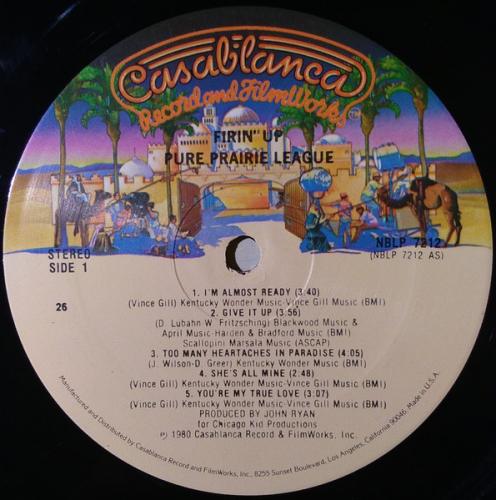 Casablanca
Record and FilmWorks™
FIRIN' UP
PURE PRAIRIE LEAGUE
STEREO
SIDE 1
NBLP 7212
(NBLP 7212 AS)
26
1. I'M ALMOST READY (3:40)
(Vince Gill) Kentucky Wonder Music-Vince Gill Music (BMI)
2. GIVE IT UP (3:56)
(D. Lubahn W. Fritzsching) Blackwood Music &
April Music-Harden & Bradford Music (BMI)
Scallopini Marsala Music (ASCAP)
3. TOO MANY HEARTACHES IN PARADISE (4:05)
(J. Wilson-D. Greer) Kentucky Wonder Music (BMI)
4. SHE'S ALL MINE (2:48)
(Vince Gill) Kentucky Wonder Music-Vince Gill Music (BMI)
5. YOU'RE MY TRUE LOVE (3:07)
(Vince Gill) Kentucky Wonder Music-Vince Gill Music (BMI)
PRODUCED BY JOHN RYAN
for Chicago Kid Productions
℗ 1980 Casablanca Record & FilmWorks, Inc.
Manufactured and Distributed by Casablanca Record and FilmWorks, Inc., 8255 Sunset Boulevard, Los Angeles, California 90046, Made in U.S.A.